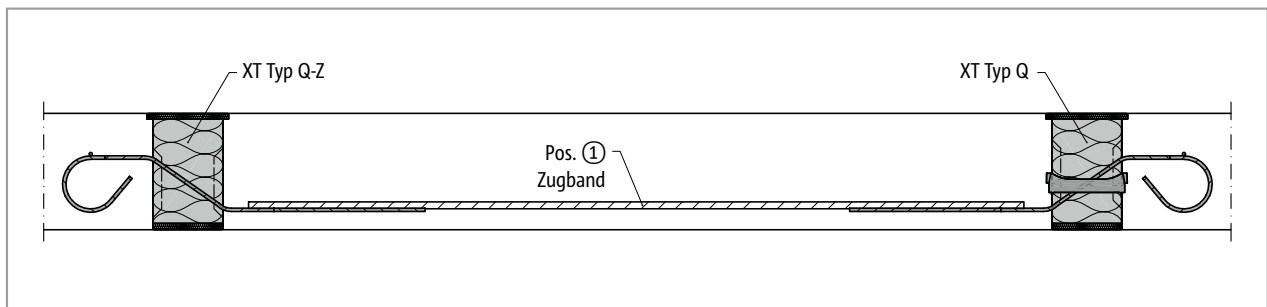 XT Typ Q-Z
XT Typ Q
Pos. ①
Zugband